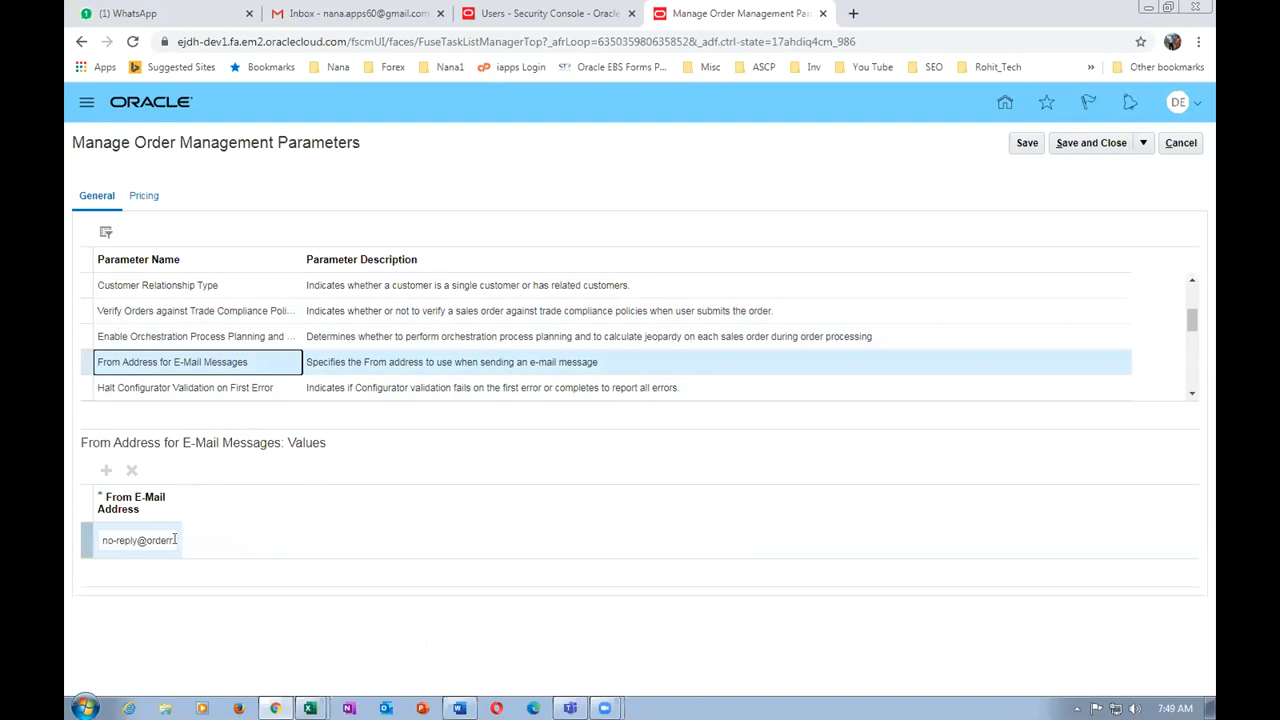 (1) WhatsApp
Inbox - nana.apps60@gmail.com
Users - Security Console - Oracle
Manage Order Management Par
ejdh-dev1.fa.em2.oraclecloud.com/fscmUI/faces/FuseTaskListManagerTop?_afrLoop=6350359806358​52&_adf.ctrl-state=17ahdiq4cm_986
Apps Suggested Sites Bookmarks Nana Forex Nana1 iapps Login Oracle EBS Forms P... Misc ASCP Inv You Tube SEO Rohit_Tech » Other bookmarks
ORACLE DE
Manage Order Management Parameters
Save Save and Close Cancel
General Pricing
Parameter Name Parameter Description
Customer Relationship Type Indicates whether a customer is a single customer or has related customers.
Verify Orders against Trade Compliance Poli... Indicates whether or not to verify a sales order against trade compliance policies when user submits the order.
Enable Orchestration Process Planning and ... Determines whether to perform orchestration process planning and to calculate jeopardy on each sales order during order processing
From Address for E-Mail Messages Specifies the From address to use when sending an e-mail message
Halt Configurator Validation on First Error Indicates if Configurator validation fails on the first error or completes to report all errors.
From Address for E-Mail Messages: Values
* From E-Mail
Address
no-reply@orderr
7:49 AM